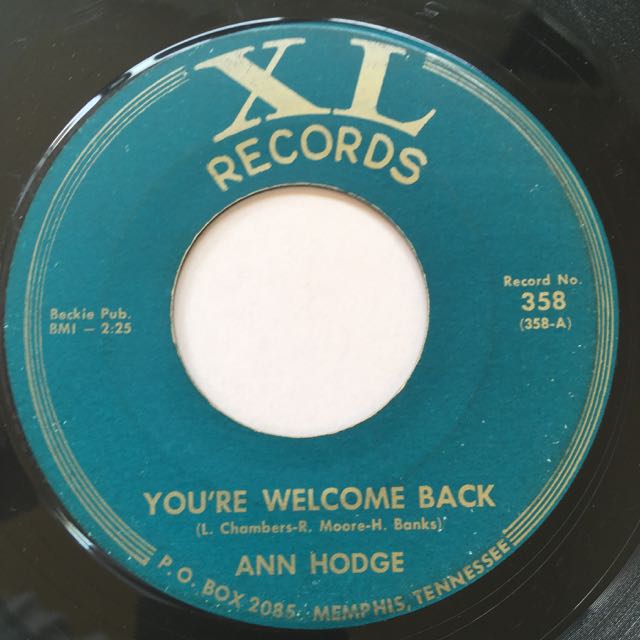 XL
RECORDS
Beckie Pub.
BMI — 2:25
Record No.
358
(358-A)
YOU'RE WELCOME BACK
(L. Chambers-R. Moore-H. Banks)
ANN HODGE
P.O. BOX 2085. MEMPHIS, TENNESSEE